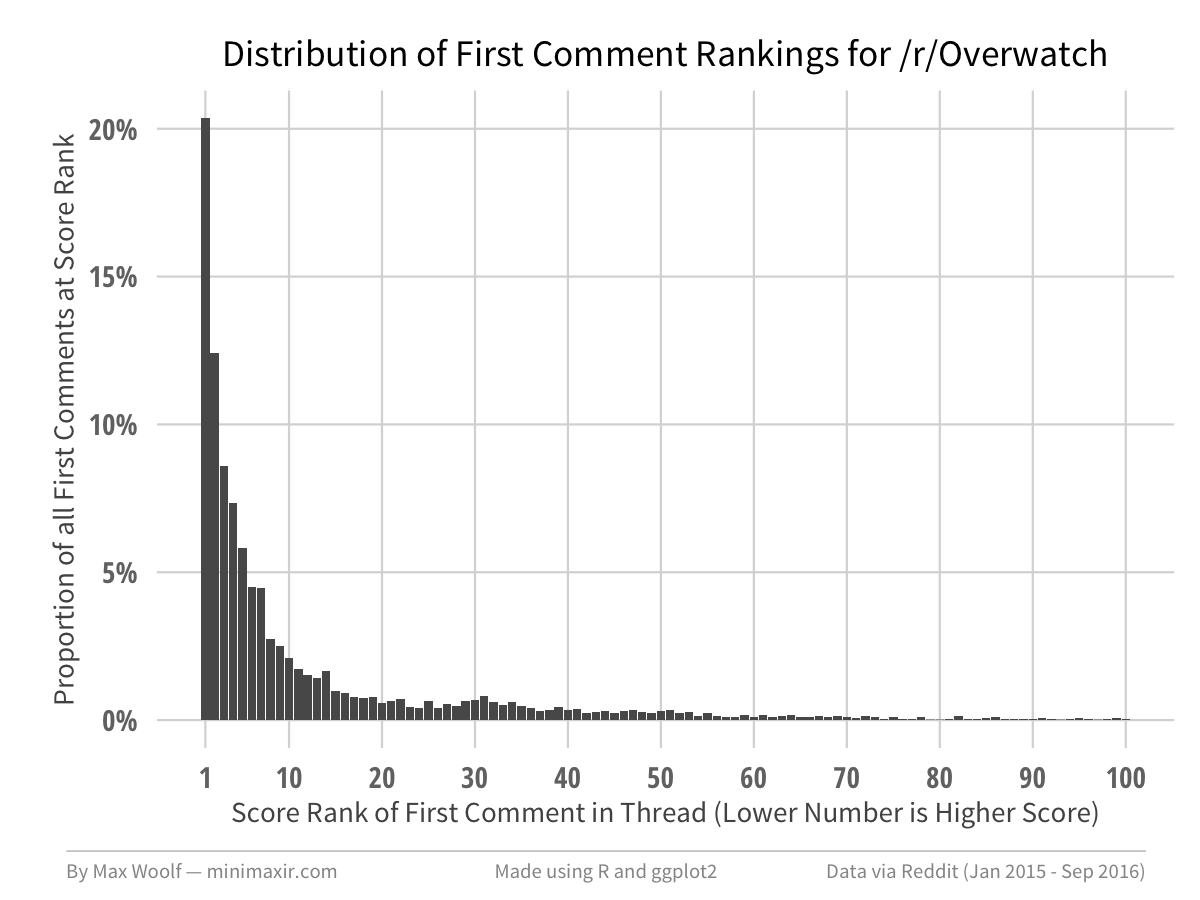 Distribution of First Comment Rankings for /r/Overwatch
Proportion of all First Comments at Score Rank
20%
15%
10%
5%
0%
1 10 20 30 40 50 60 70 80 90 100
Score Rank of First Comment in Thread (Lower Number is Higher Score)
By Max Woolf — minimaxir.com Made using R and ggplot2 Data via Reddit (Jan 2015 - Sep 2016)